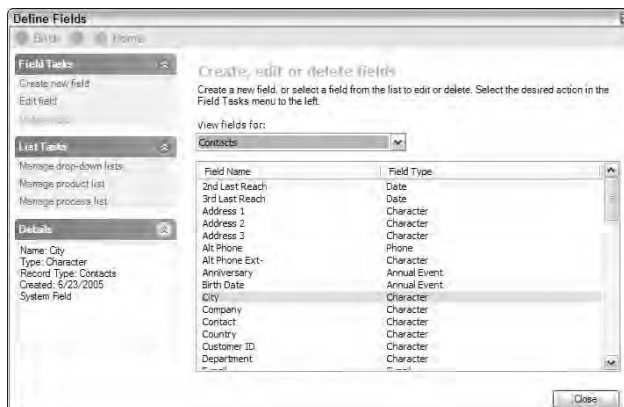 Define Fields
Back Home
Field Tasks
Create new field
Edit field
List Tasks
Manage drop-down lists
Manage product list
Manage process list
Details
Name: City
Type: Character
Record Type: Contacts
Created: 6/23/2005
System Field
Create, edit or delete fields
Create a new field, or select a field from the list to edit or delete. Select the desired action in the
Field Tasks menu to the left.
View fields for:
Contacts
Field Name Field Type
2nd Last Reach Date
3rd Last Reach Date
Address 1 Character
Address 2 Character
Address 3 Character
Alt Phone Phone
Alt Phone Ext- Character
Anniversary Annual Event
Birth Date Annual Event
City Character
Company Character
Contact Character
Country Character
Customer ID Character
Department Character
Close